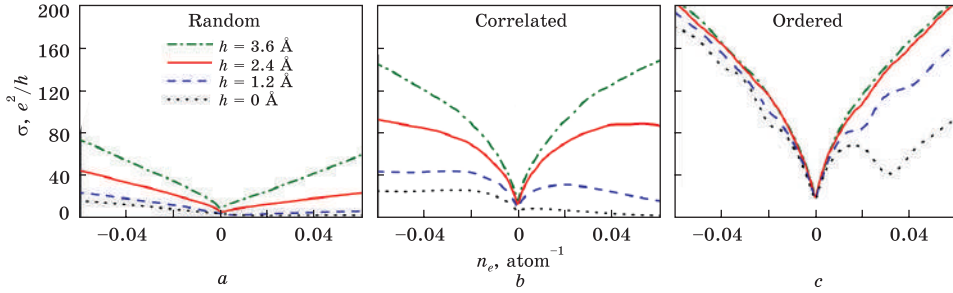 Random
Correlated
Ordered
200
160
120
80
40
0
σ, e²/h
h = 3.6 Å
h = 2.4 Å
h = 1.2 Å
h = 0 Å
−0.04 0 0.04
−0.04 0 0.04
−0.04 0 0.04
nₑ, atom⁻¹
a
b
c